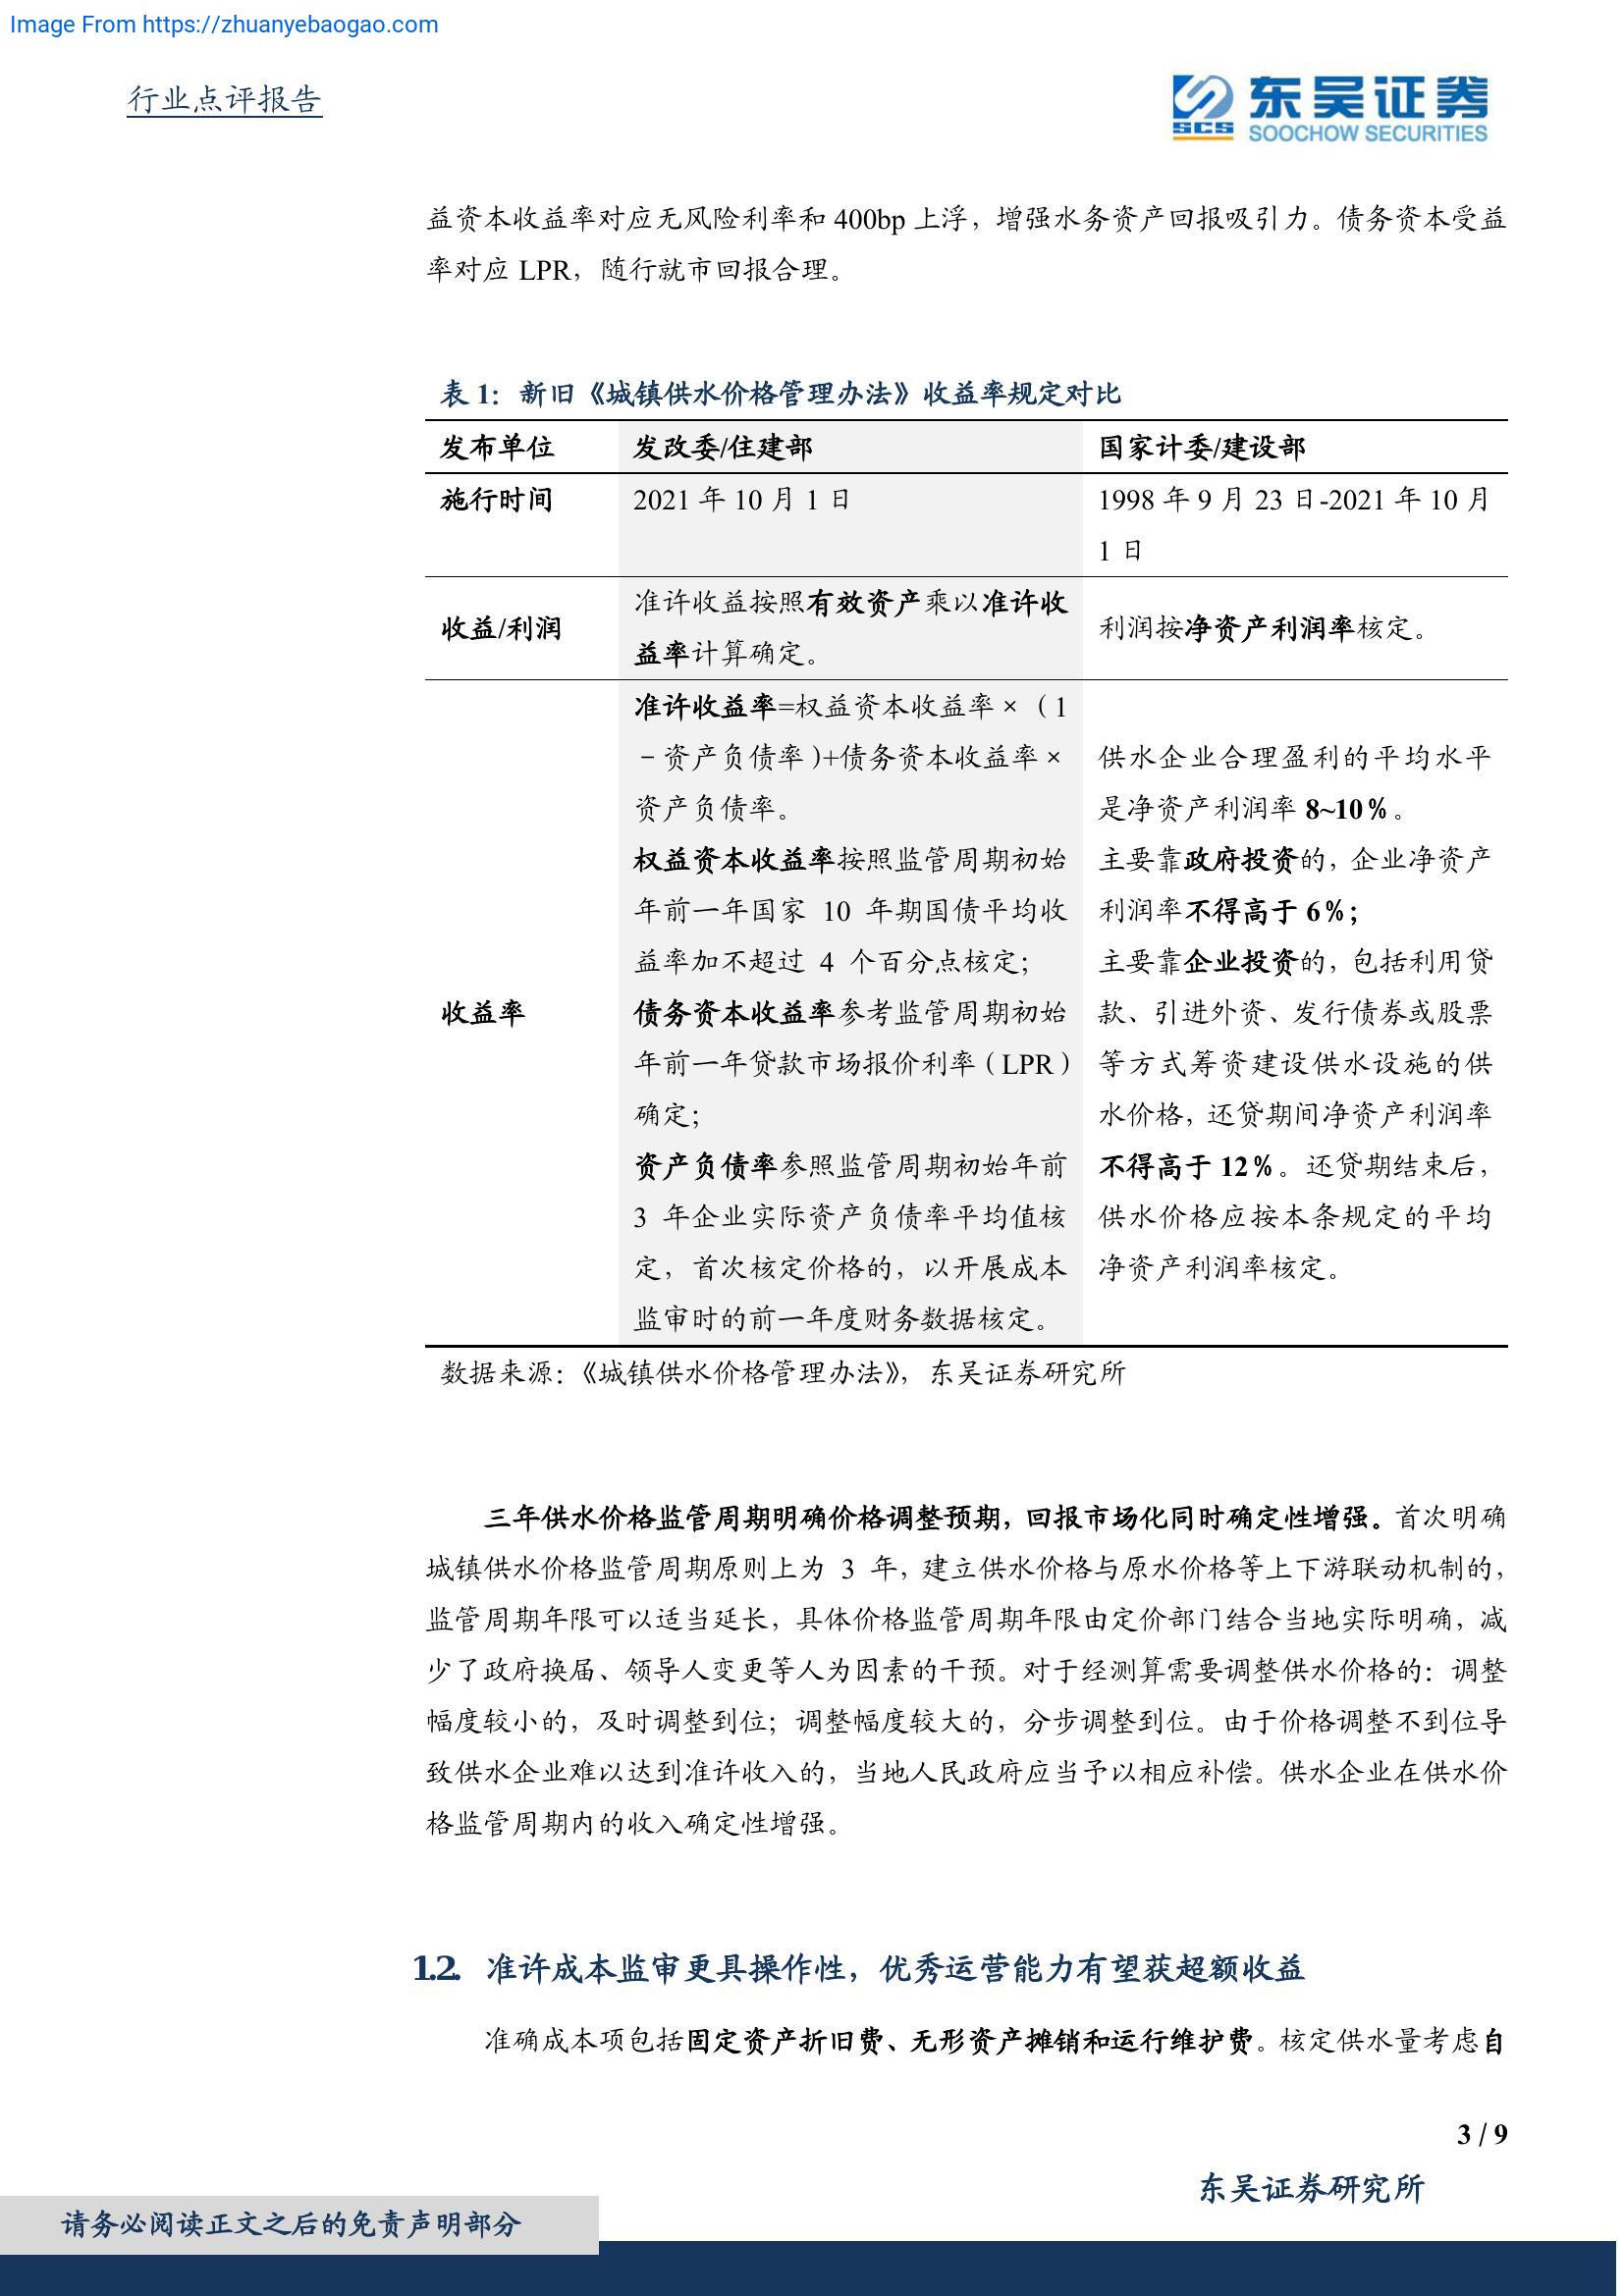 Image From https://zhuanyebaogao.com
行业点评报告
SCS
东吴证券
SOOCHOW SECURITIES
益资本收益率对应无风险利率和 400bp 上浮，增强水务资产回报吸引力。债务资本受益
率对应 LPR，随行就市回报合理。
表 1：新旧《城镇供水价格管理办法》收益率规定对比
发布单位
发改委/住建部
国家计委/建设部
施行时间
2021 年 10 月 1 日
1998 年 9 月 23 日-2021 年 10 月
1 日
收益/利润
准许收益按照有效资产乘以准许收
益率计算确定。
利润按净资产利润率核定。
收益率
准许收益率=权益资本收益率×（1
－资产负债率)+债务资本收益率×
资产负债率。
权益资本收益率按照监管周期初始
年前一年国家 10 年期国债平均收
益率加不超过 4 个百分点核定；
债务资本收益率参考监管周期初始
年前一年贷款市场报价利率（LPR）
确定；
资产负债率参照监管周期初始年前
3 年企业实际资产负债率平均值核
定，首次核定价格的，以开展成本
监审时的前一年度财务数据核定。
供水企业合理盈利的平均水平
是净资产利润率 8~10％。
主要靠政府投资的，企业净资产
利润率不得高于 6％；
主要靠企业投资的，包括利用贷
款、引进外资、发行债券或股票
等方式筹资建设供水设施的供
水价格，还贷期间净资产利润率
不得高于 12％。还贷期结束后，
供水价格应按本条规定的平均
净资产利润率核定。
数据来源：《城镇供水价格管理办法》，东吴证券研究所
三年供水价格监管周期明确价格调整预期，回报市场化同时确定性增强。首次明确
城镇供水价格监管周期原则上为 3 年，建立供水价格与原水价格等上下游联动机制的，
监管周期年限可以适当延长，具体价格监管周期年限由定价部门结合当地实际明确，减
少了政府换届、领导人变更等人为因素的干预。对于经测算需要调整供水价格的：调整
幅度较小的，及时调整到位；调整幅度较大的，分步调整到位。由于价格调整不到位导
致供水企业难以达到准许收入的，当地人民政府应当予以相应补偿。供水企业在供水价
格监管周期内的收入确定性增强。
1.2. 准许成本监审更具操作性，优秀运营能力有望获超额收益
准确成本项包括固定资产折旧费、无形资产摊销和运行维护费。核定供水量考虑自
3 / 9
东吴证券研究所
请务必阅读正文之后的免责声明部分